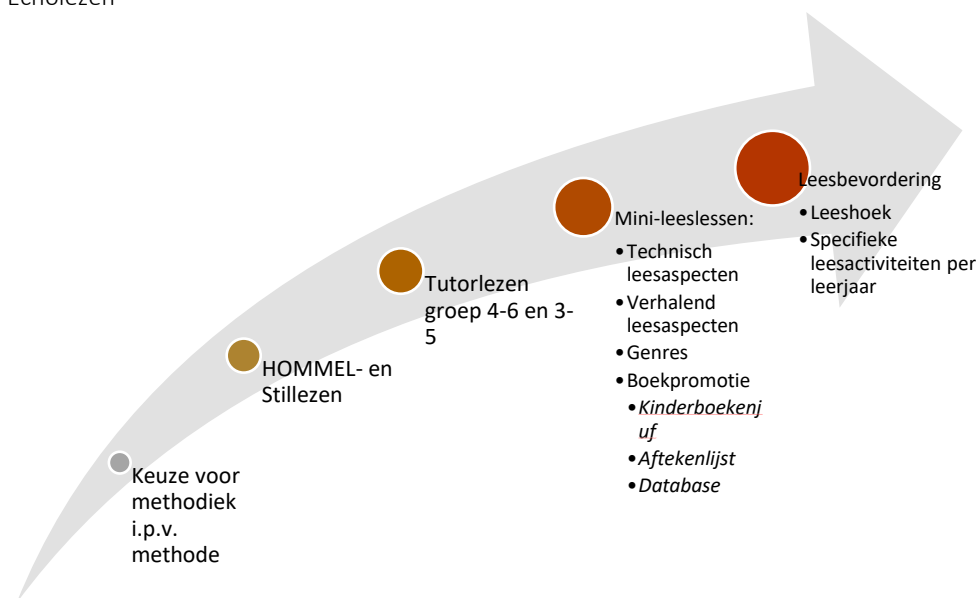 Echolezen
Keuze voor
methodiek
i.p.v.
methode
HOMMEL- en
Stillezen
Tutorlezen
groep 4-6 en 3-
5
Mini-leeslessen:
•Technisch
leesaspecten
•Verhalend
leesaspecten
•Genres
•Boekpromotie
•Kinderboekenj
uf
•Aftekenlijst
•Database
Leesbevordering
•Leeshoek
•Specifieke
leesactiviteiten per
leerjaar